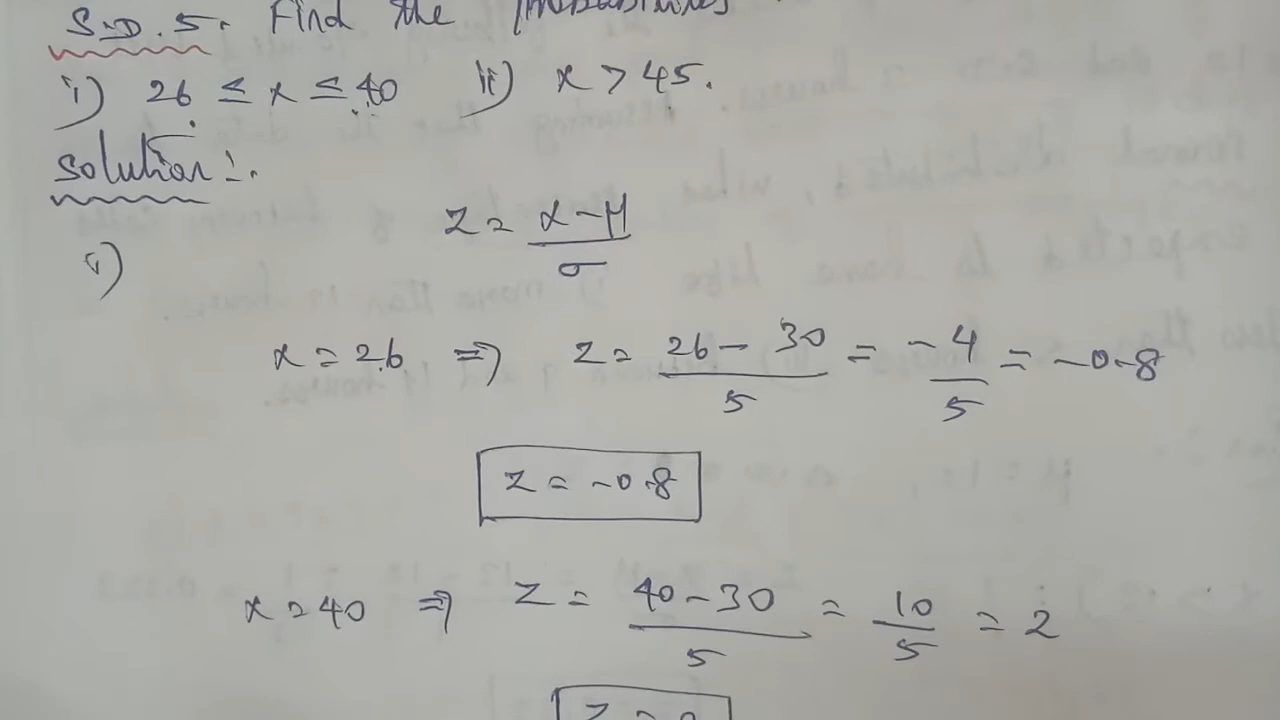 S.D. 5. Find the
i) 26 ≤ x ≤ 40 ii) x > 45.
Solution:-
z = x-μ/σ
i)
x = 26 ⇒ z = 26-30/5 = -4/5 = -0.8
z = -0.8
x = 40 ⇒ z = 40-30/5 = 10/5 = 2